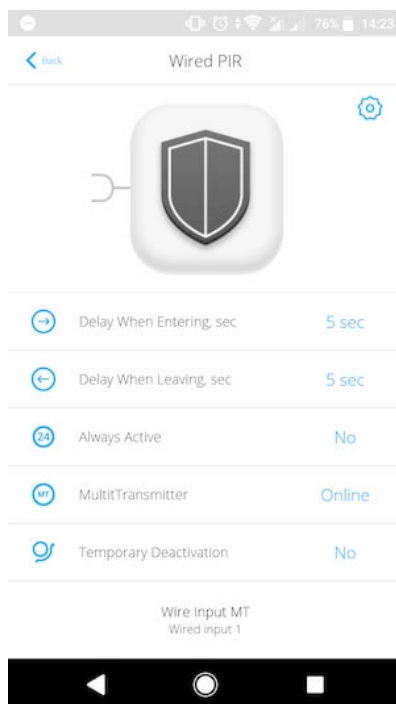 76% 14:23
Back
Wired PIR
Delay When Entering, sec 5 sec
Delay When Leaving, sec 5 sec
24 Always Active No
MT MultitTransmitter Online
Temporary Deactivation No
Wire Input MT
Wired input 1